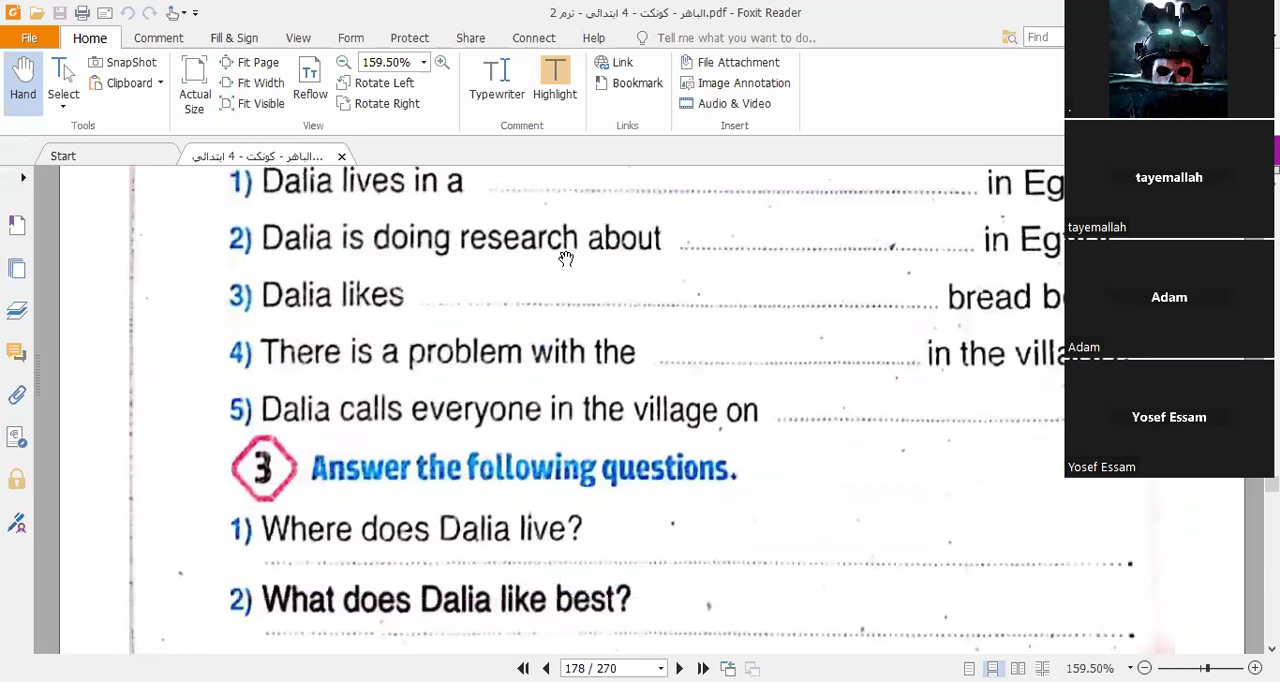 الباهر - كونكت - 4 ابتدائي - ترم 2.pdf - Foxit Reader
File Home Comment Fill & Sign View Form Protect Share Connect Help Tell me what you want to do.. Find
Hand
Select
SnapShot
Clipboard
Actual Size
Fit Page
Fit Width
Fit Visible
Reflow
159.50%
Rotate Left
Rotate Right
Typewriter
Highlight
Link
Bookmark
File Attachment
Image Annotation
Audio & Video
Tools View Comment Links Insert
Start
الباهر - كونكت - 4 ابتدائي...
1) Dalia lives in a ........ in Eg
2) Dalia is doing research about ........ in Eg
3) Dalia likes ........ bread b
4) There is a problem with the ........ in the villa
5) Dalia calls everyone in the village on ........
3 Answer the following questions.
1) Where does Dalia live?
2) What does Dalia like best?
tayemallah
tayemallah
Adam
Adam
Yosef Essam
Yosef Essam
178 / 270
159.50%